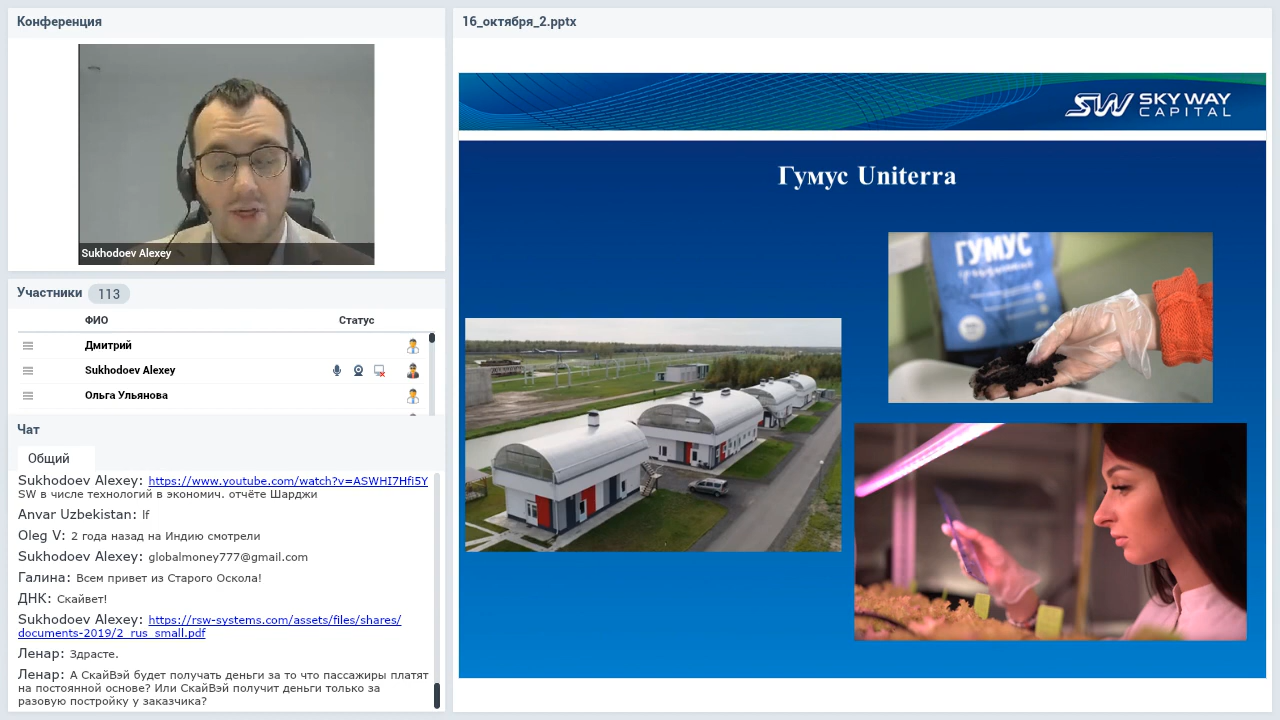 Конференция
Sukhodoev Alexey
Участники 113
ФИО Статус
Дмитрий
Sukhodoev Alexey
Ольга Ульянова
Чат
Общий
Sukhodoev Alexey: https://www.youtube.com/watch?v=ASWHI7HfI5Y
SW в числе технологий в экономич. отчёте Шарджи
Anvar Uzbekistan: If
Oleg V: 2 года назад на Индию смотрели
Sukhodoev Alexey: globalmoney777@gmail.com
Галина: Всем привет из Старого Оскола!
ДНК: Скайвет!
Sukhodoev Alexey: https://rsw-systems.com/assets/files/shares/
documents-2019/2_rus_small.pdf
Ленар: Здрасте.
Ленар: А СкайВэй будет получать деньги за то что пассажиры платят
на постоянной основе? Или СкайВэй получит деньги только за
разовую постройку у заказчика?
16_октября_2.pptx
SW SKY WAY
CAPITAL
Гумус Uniterra
ГУМУС